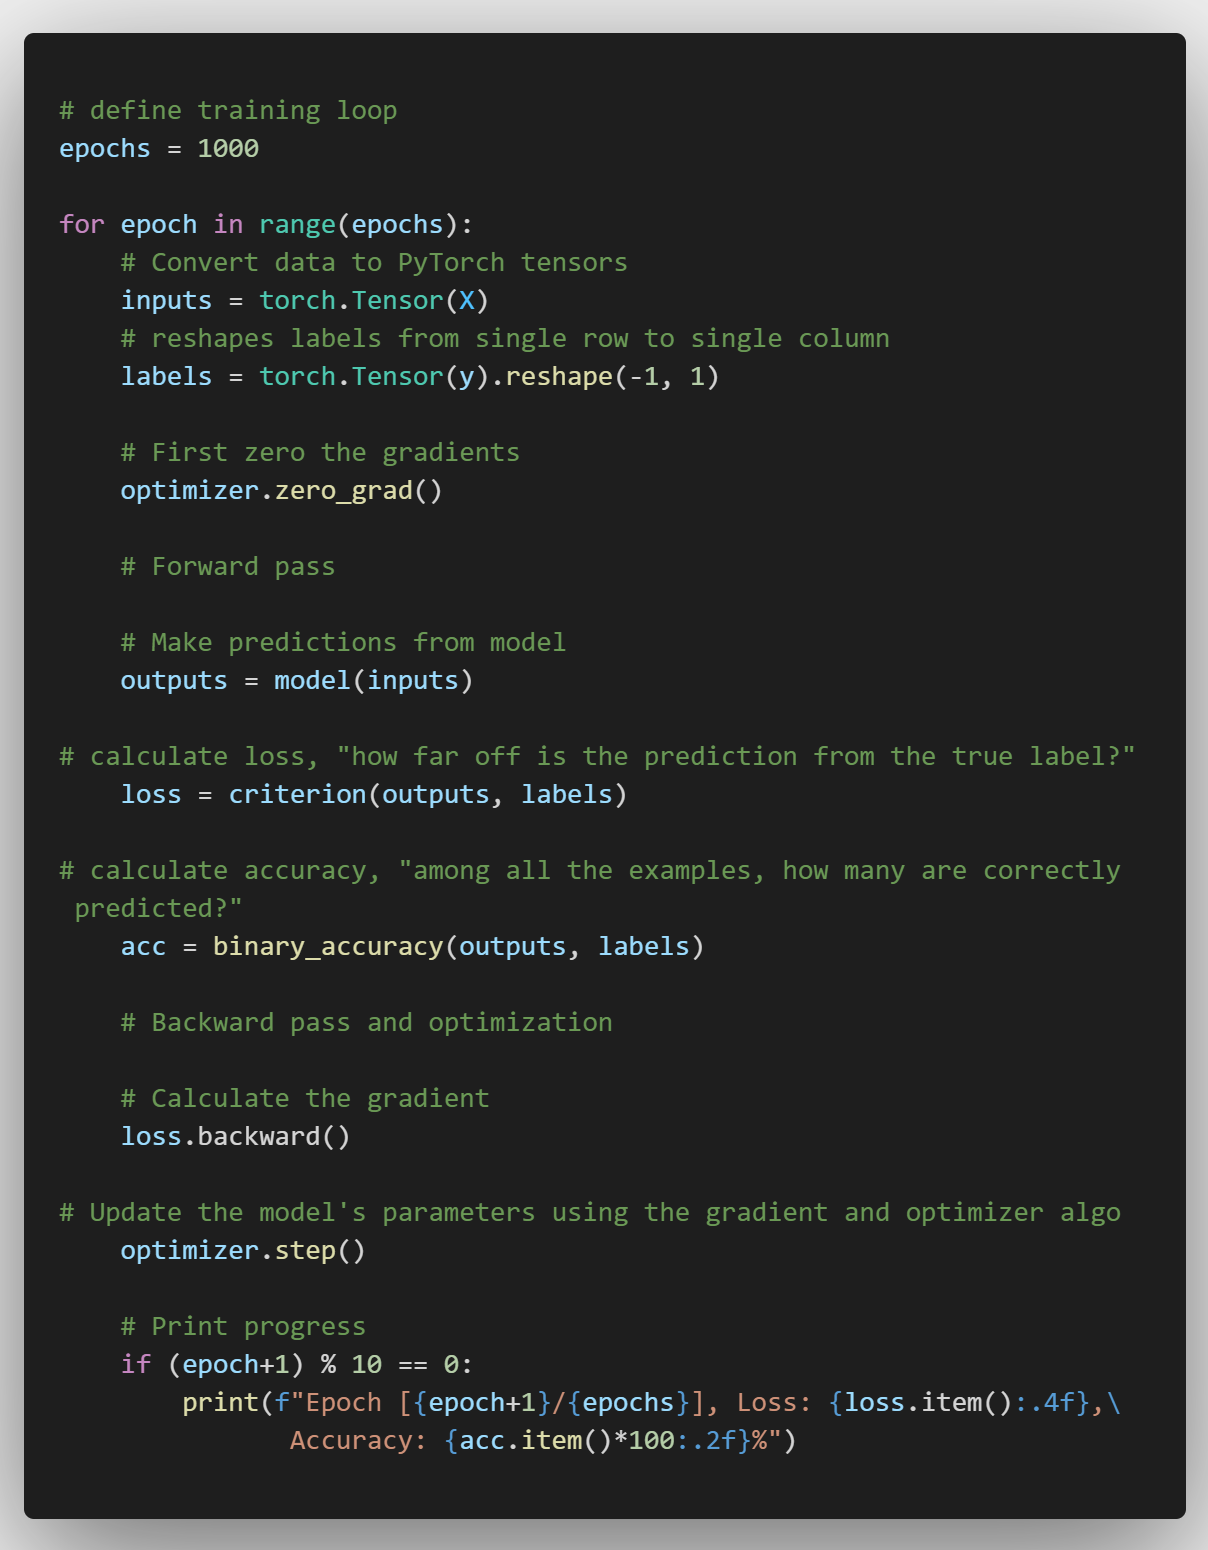 # define training loop
epochs = 1000
for epoch in range(epochs):
    # Convert data to PyTorch tensors
    inputs = torch.Tensor(X)
    # reshapes labels from single row to single column
    labels = torch.Tensor(y).reshape(-1, 1)
    # First zero the gradients
    optimizer.zero_grad()
    # Forward pass
    # Make predictions from model
    outputs = model(inputs)
# calculate loss, "how far off is the prediction from the true label?"
    loss = criterion(outputs, labels)
# calculate accuracy, "among all the examples, how many are correctly
 predicted?"
    acc = binary_accuracy(outputs, labels)
    # Backward pass and optimization
    # Calculate the gradient
    loss.backward()
# Update the model's parameters using the gradient and optimizer algo
    optimizer.step()
    # Print progress
    if (epoch+1) % 10 == 0:
        print(f"Epoch [{epoch+1}/{epochs}], Loss: {loss.item():.4f},\
               Accuracy: {acc.item()*100:.2f}%")